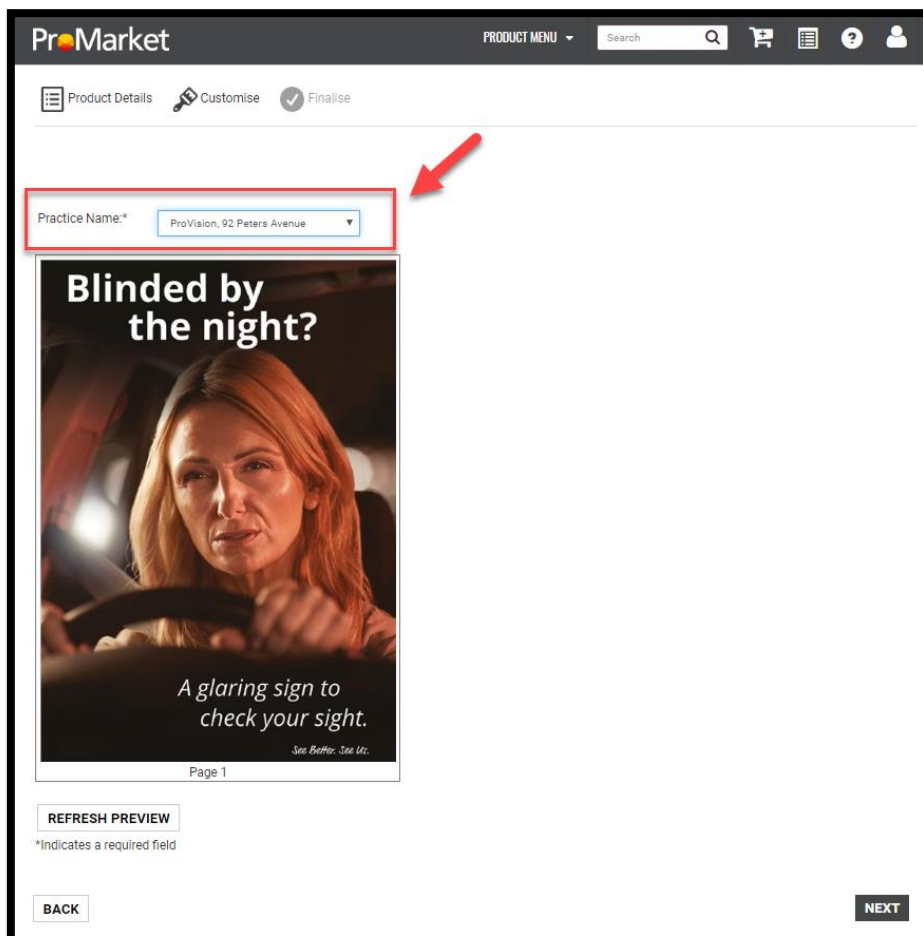 ProMarket
PRODUCT MENU
Search
Product Details
Customise
Finalise
Practice Name:*
ProVision, 92 Peters Avenue
Blinded by
the night?
A glaring sign to
check your sight.
See Better. See Us.
Page 1
REFRESH PREVIEW
*Indicates a required field
BACK
NEXT